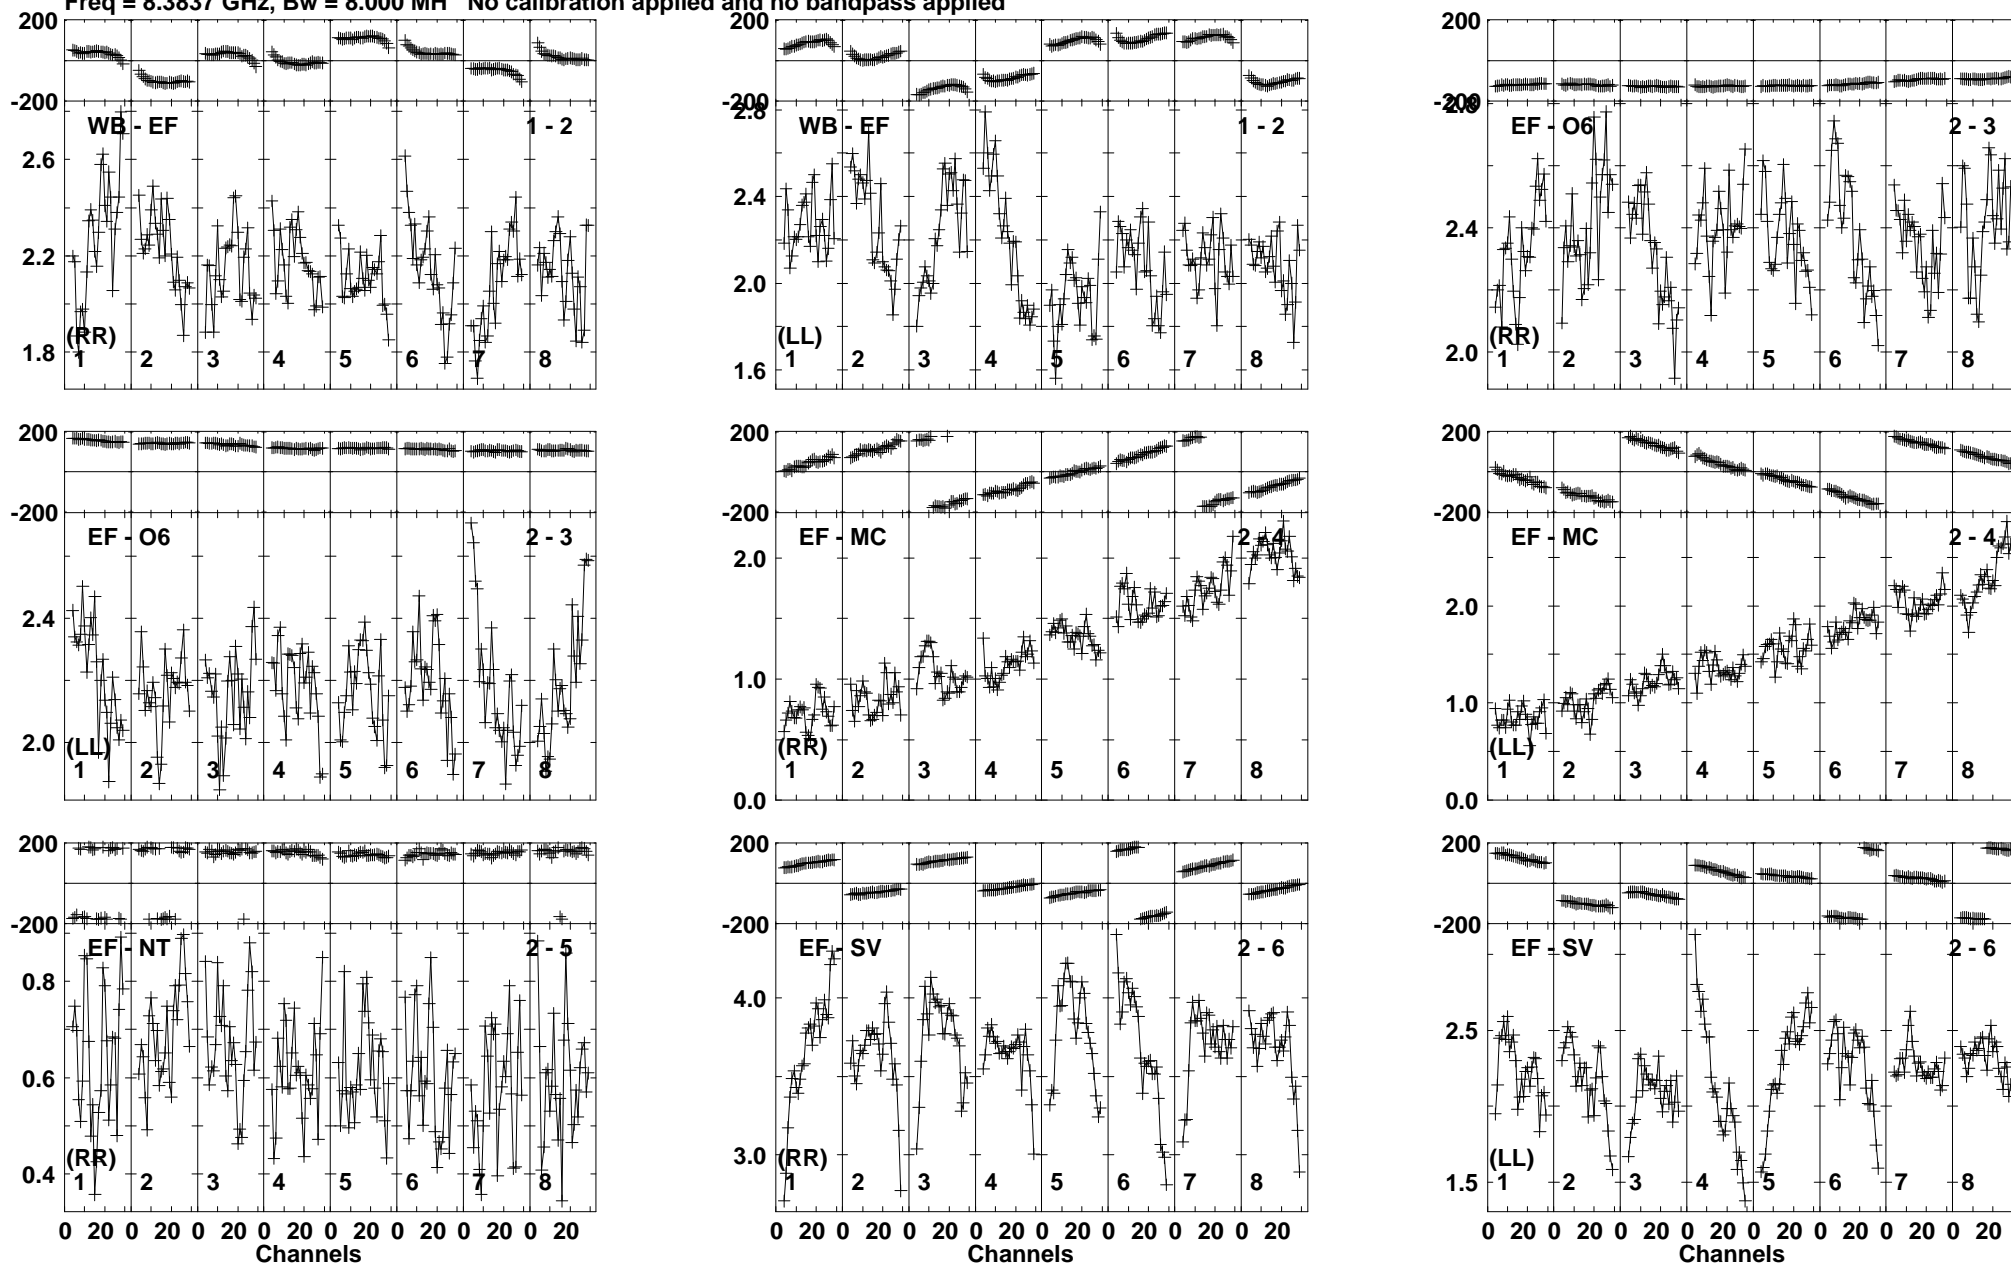 Freq = 8.3837 GHz, Bw = 8.000 MH No calibration applied and no bandpass applied
200
-200
WB - EF 1 - 2
2.6
2.4
2.2
2.0
1.8
(RR)
1 2 3 4 5 6 7 8
200
-200
2.8
WB - EF 1 - 2
2.4
2.0
1.6
(LL)
1 2 3 4 5 6 7 8
200
-200
2.8
EF - O6 2 - 3
2.4
2.0
(RR)
1 2 3 4 5 6 7 8
200
-200
EF - O6 2 - 3
2.4
2.0
(LL)
1 2 3 4 5 6 7 8
200
-200
EF - MC 2 - 4
2.0
1.0
0.0
(RR)
1 2 3 4 5 6 7 8
200
-200
EF - MC 2 - 4
2.0
1.0
0.0
(LL)
1 2 3 4 5 6 7 8
200
-200
EF - NT 2 - 5
0.8
0.6
0.4
(RR)
1 2 3 4 5 6 7 8
0 20 0 20 0 20 0 20 0 20 0 20 0 20 0 20
Channels
200
-200
EF - SV 2 - 6
4.0
3.0
(RR)
1 2 3 4 5 6 7 8
0 20 0 20 0 20 0 20 0 20 0 20 0 20 0 20
Channels
200
-200
EF - SV 2 - 6
2.5
1.5
(LL)
1 2 3 4 5 6 7 8
0 20 0 20 0 20 0 20 0 20 0 20 0 20 0 20
Channels